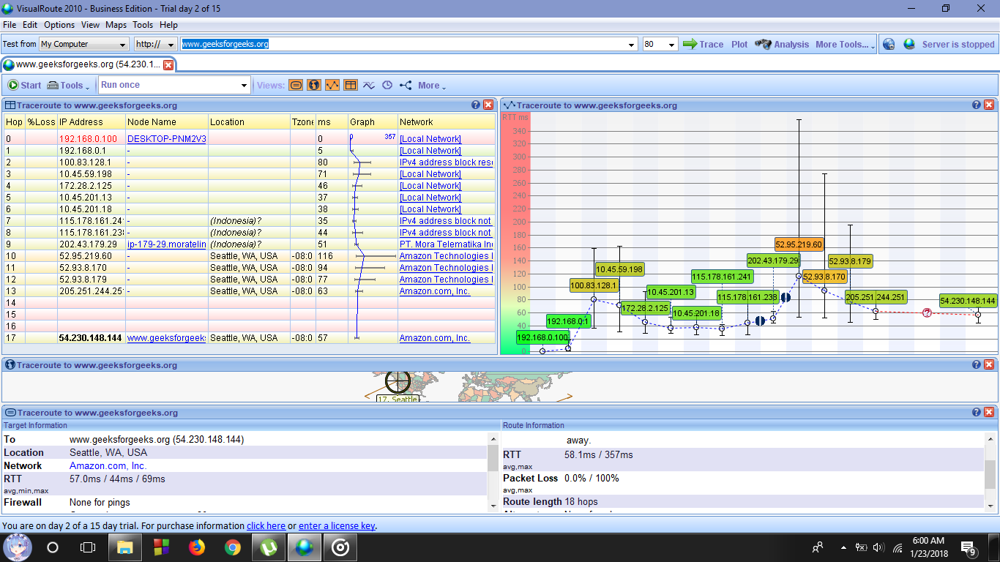 VisualRoute 2010 - Business Edition - Trial day 2 of 15
File Edit Options View Maps Tools Help
Test from My Computer http:// www.geeksforgeeks.org 80 Trace Plot Analysis More Tools... Server is stopped
www.geeksforgeeks.org (54.230.1...
Start Tools Run once Views: More
Traceroute to www.geeksforgeeks.org
Hop %Loss IP Address Node Name Location Tzone ms Graph Network
0 192.168.0.100 DESKTOP-PNM2V3 0 0 357 [Local Network]
1 192.168.0.1 - 5 [Local Network]
2 100.83.128.1 - 80 IPv4 address block res
3 10.45.59.198 - 71 [Local Network]
4 172.28.2.125 - 46 [Local Network]
5 10.45.201.13 - 37 [Local Network]
6 10.45.201.18 - 38 [Local Network]
7 115.178.161.24 - (Indonesia)? 35 IPv4 address block not
8 115.178.161.23 - (Indonesia)? 44 IPv4 address block not
9 202.43.179.29 ip-179-29.moratelin (Indonesia)? 51 PT. Mora Telematika In
10 52.95.219.60 - Seattle, WA, USA -08:0 116 Amazon Technologies I
11 52.93.8.170 - Seattle, WA, USA -08:0 94 Amazon Technologies I
12 52.93.8.179 - Seattle, WA, USA -08:0 77 Amazon Technologies I
13 205.251.244.25 - Seattle, WA, USA -08:0 63 Amazon.com, Inc.
14
15
16
17 54.230.148.144 www.geeksforgeeks Seattle, WA, USA -08:0 57 Amazon.com, Inc.
Traceroute to www.geeksforgeeks.org
RTT ms
340
320
300
280
260
240
220
200
180
160
140
120
100
80
60
40
20
0
192.168.0.100
192.168.0.1
100.83.128.1
10.45.59.198
172.28.2.125
10.45.201.13
10.45.201.18
115.178.161.241
115.178.161.238
202.43.179.29
52.95.219.60
52.93.8.170
52.93.8.179
205.251.244.251
?
54.230.148.144
Traceroute to www.geeksforgeeks.org
17. Seattle
Traceroute to www.geeksforgeeks.org
Target Information
To www.geeksforgeeks.org (54.230.148.144)
Location Seattle, WA, USA
Network Amazon.com, Inc.
RTT 57.0ms / 44ms / 69ms
avg,min,max
Firewall None for pings
Route Information
away.
RTT 58.1ms / 357ms
avg,max
Packet Loss 0.0% / 100%
avg,max
Route length 18 hops
You are on day 2 of a 15 day trial. For purchase information click here or enter a license key.
6:00 AM
1/23/2018
9